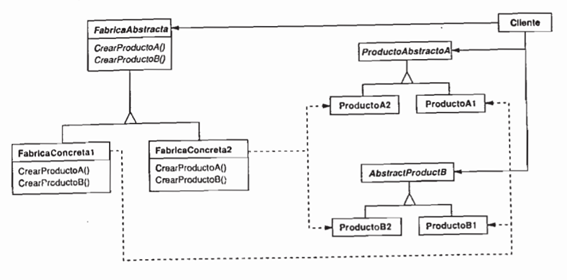 FabricaAbstracta
Cliente
CrearProductoA()
CrearProductoB()
ProductoAbstractoA
ProductoA2
ProductoA1
FabricaConcreta1
FabricaConcreta2
CrearProductoA()
CrearProductoB()
CrearProductoA()
CrearProductoB()
AbstractProductB
ProductoB2
ProductoB1